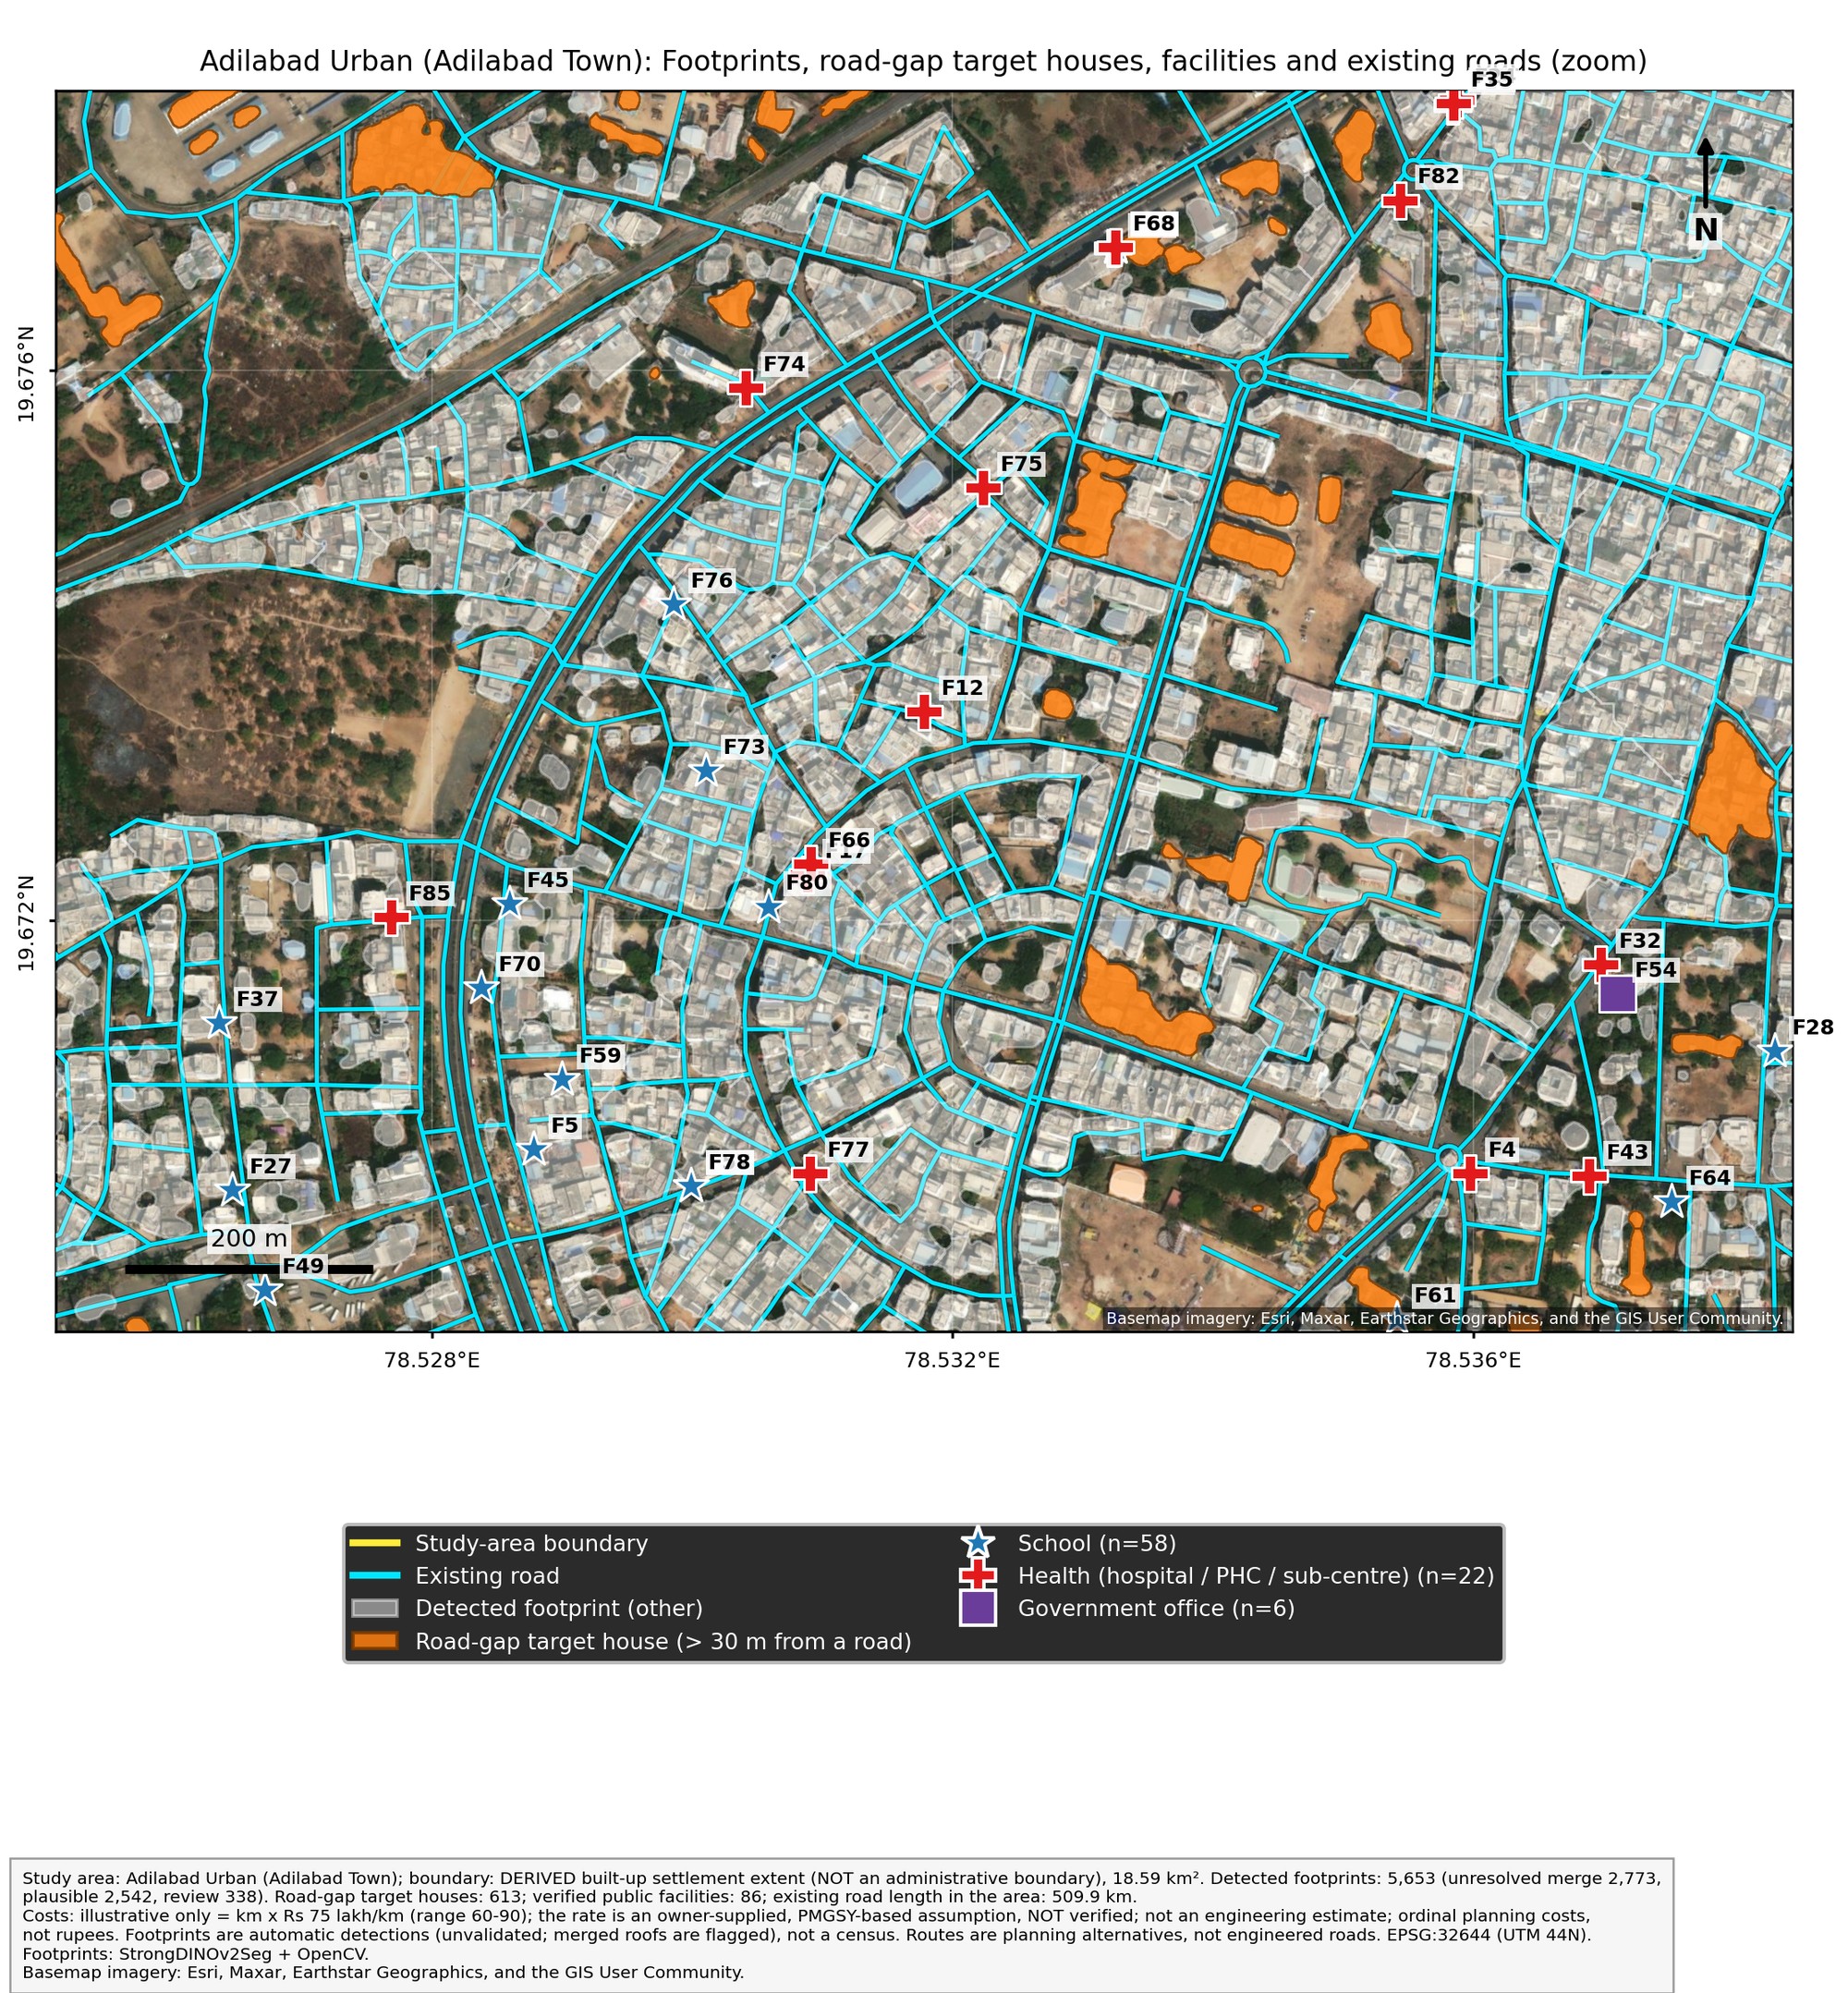 Adilabad Urban (Adilabad Town): Footprints, road-gap target houses, facilities and existing roads (zoom)
F35
F82
N
F68
F74
F75
F76
F12
F73
F66
F17
F80
F45
F85
F70
F37
F32
F54
F28
F59
F5
F27
F78
F77
F4
F43
F64
200 m
F49
F61
Basemap imagery: Esri, Maxar, Earthstar Geographics, and the GIS User Community.
19.676°N
19.672°N
78.528°E
78.532°E
78.536°E
Study-area boundary
Existing road
Detected footprint (other)
Road-gap target house (> 30 m from a road)
School (n=58)
Health (hospital / PHC / sub-centre) (n=22)
Government office (n=6)
Study area: Adilabad Urban (Adilabad Town); boundary: DERIVED built-up settlement extent (NOT an administrative boundary), 18.59 km². Detected footprints: 5,653 (unresolved merge 2,773,
plausible 2,542, review 338). Road-gap target houses: 613; verified public facilities: 86; existing road length in the area: 509.9 km.
Costs: illustrative only = km x Rs 75 lakh/km (range 60-90); the rate is an owner-supplied, PMGSY-based assumption, NOT verified; not an engineering estimate; ordinal planning costs,
not rupees. Footprints are automatic detections (unvalidated; merged roofs are flagged), not a census. Routes are planning alternatives, not engineered roads. EPSG:32644 (UTM 44N).
Footprints: StrongDINOv2Seg + OpenCV.
Basemap imagery: Esri, Maxar, Earthstar Geographics, and the GIS User Community.